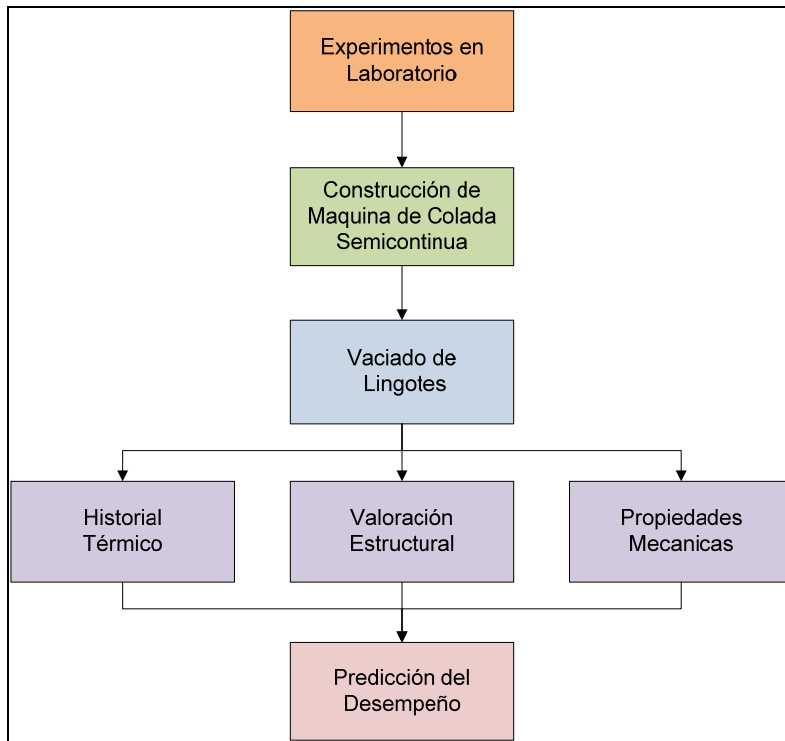 Experimentos en
Laboratorio
Construcción de
Maquina de Colada
Semicontinua
Vaciado de
Lingotes
Historial
Térmico
Valoración
Estructural
Propiedades
Mecanicas
Predicción del
Desempeño